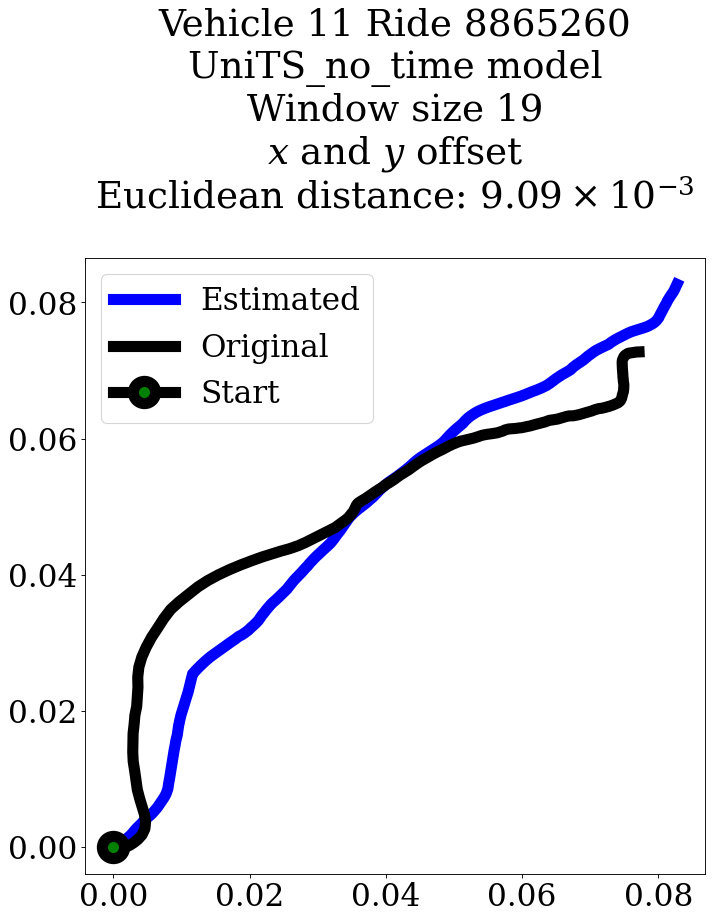 Vehicle 11 Ride 8865260
UniTS_no_time model
Window size 19
x and y offset
Euclidean distance: 9.09 × 10⁻³
Estimated
Original
Start
0.08
0.06
0.04
0.02
0.00
0.00 0.02 0.04 0.06 0.08